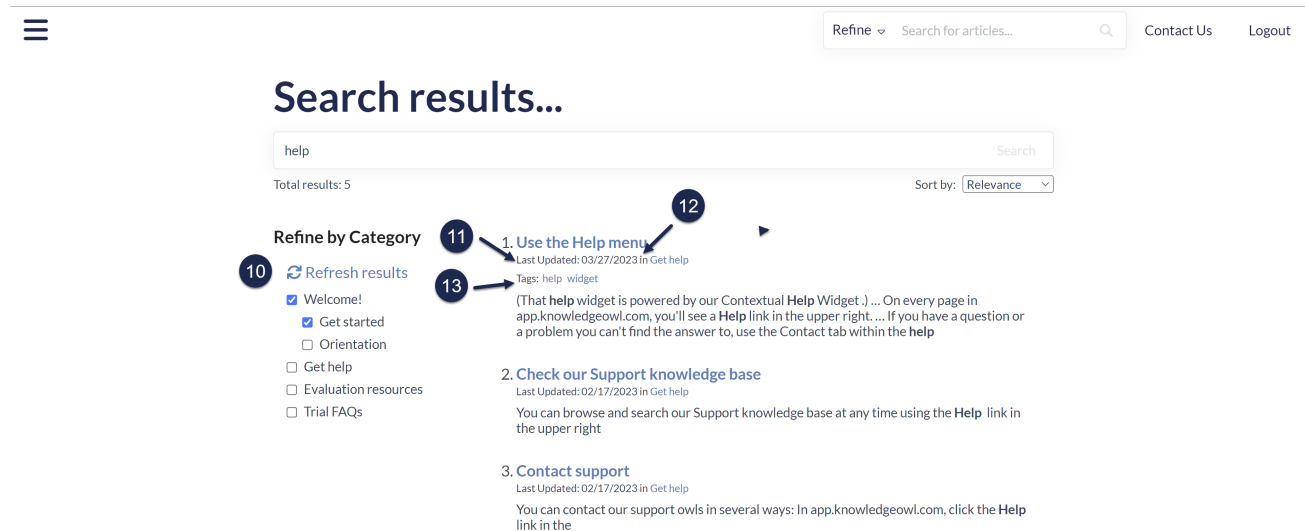 Refine Search for articles... Contact Us Logout
Search results...
help Search
Total results: 5 Sort by: Relevance
12
Refine by Category
11
1. Use the Help menu
Last Updated: 03/27/2023 in Get help
10 Refresh results
13 Tags: help widget
Welcome!
(That help widget is powered by our Contextual Help Widget .) ... On every page in
Get started
app.knowledgeowl.com, you'll see a Help link in the upper right. ... If you have a question or
a problem you can't find the answer to, use the Contact tab within the help
Orientation
Get help
2. Check our Support knowledge base
Evaluation resources
Last Updated: 02/17/2023 in Get help
Trial FAQs
You can browse and search our Support knowledge base at any time using the Help link in
the upper right
3. Contact support
Last Updated: 02/17/2023 in Get help
You can contact our support owls in several ways: In app.knowledgeowl.com, click the Help
link in the